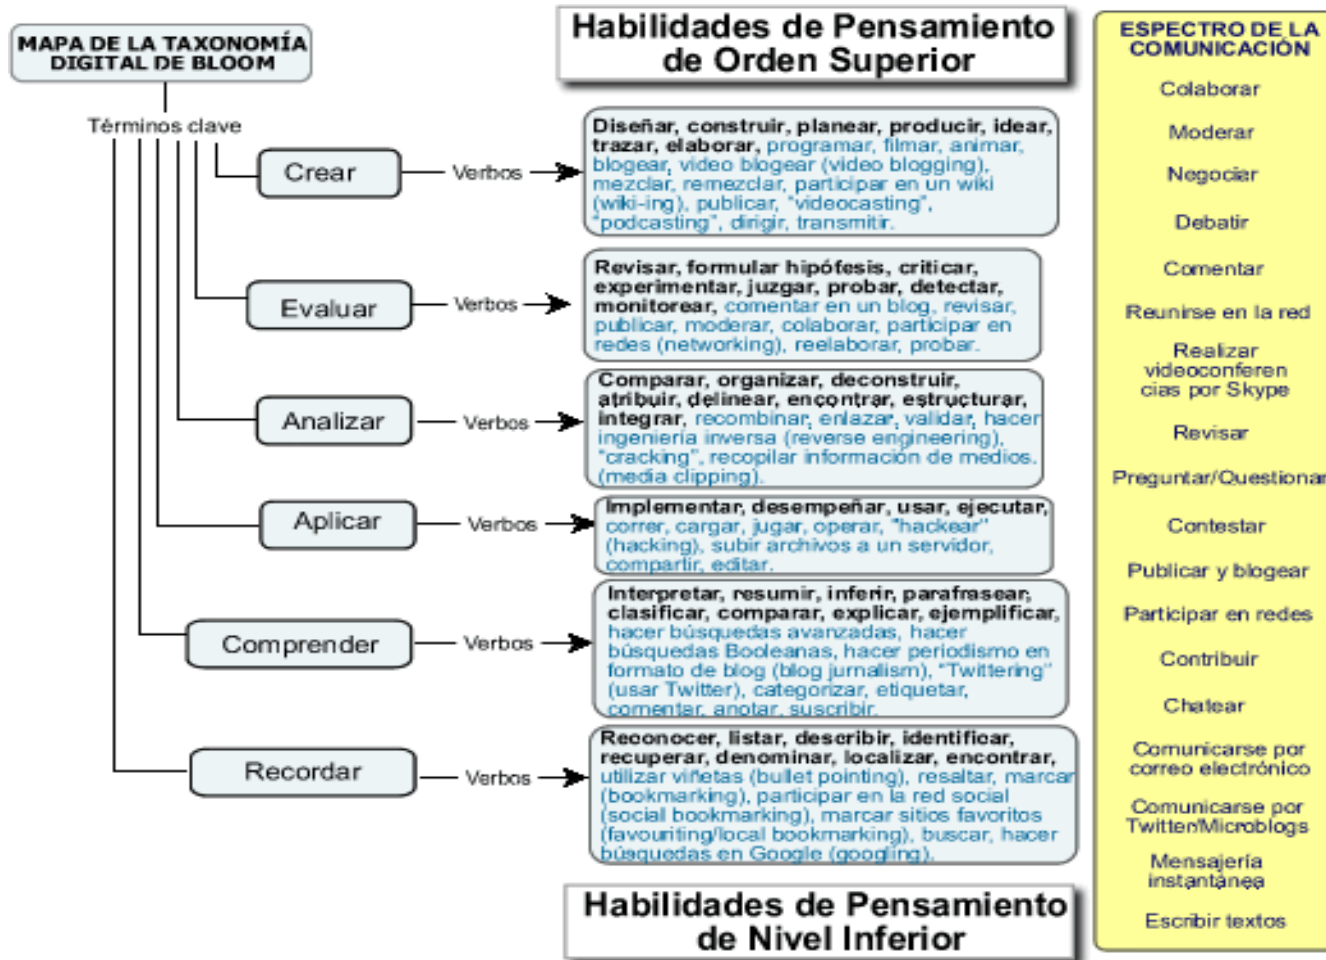 MAPA DE LA TAXONOMÍA
DIGITAL DE BLOOM
Términos clave
Habilidades de Pensamiento
de Orden Superior
Crear
Verbos
Diseñar, construir, planear, producir, idear,
trazar, elaborar, programar, filmar, animar,
blogear, video blogear (video blogging),
mezclar, remezclar, participar en un wiki
(wiki-ing), publicar, "videocasting",
"podcasting", dirigir, transmitir.
Evaluar
Verbos
Revisar, formular hipófesis, criticar,
experimentar, juzgar, probar, detectar,
monitorear, comentar en un blog, revisar,
publicar, moderar, colaborar, participar en
redes (networking), reelaborar, probar.
Analizar
Verbos
Comparar, organizar, deconstruir,
atribuir, delinear, encontrar, estructurar,
integrar, recombinar, enlazar, validar, hacer
ingeniería inversa (reverse engineering),
"cracking", recopilar información de medios.
(media clipping).
Aplicar
Verbos
Implementar, desempeñar, usar, ejecutar,
correr, cargar, jugar, operar, "hackear"
(hacking), subir archivos a un servidor,
compartir, editar.
Comprender
Verbos
Interpretar, resumir, inferir, parafrasear,
clasificar, comparar, explicar, ejemplificar,
hacer búsquedas avanzadas, hacer
búsquedas Booleanas, hacer periodismo en
formato de blog (blog jurnalism), "Twittering"
(usar Twitter), categorizar, etiquetar,
comentar, anotar, suscribir.
Recordar
Verbos
Reconocer, listar, describir, identificar,
recuperar, denominar, localizar, encontrar,
utilizar viñetas (bullet pointing), resaltar, marcar
(bookmarking), participar en la red social
(social bookmarking), marcar sitios favoritos
(favouriting/local bookmarking), buscar, hacer
búsquedas en Google (googling).
Habilidades de Pensamiento
de Nivel Inferior
ESPECTRO DE LA
COMUNICACIÓN
Colaborar
Moderar
Negociar
Debatir
Comentar
Reunirse en la red
Realizar
videoconferen
cias por Skype
Revisar
Preguntar/Questionar
Contestar
Publicar y blogear
Participar en redes
Contribuir
Chatear
Comunicarse por
correo electrónico
Comunicarse por
Twitter/Microblogs
Mensajería
instantánea
Escribir textos